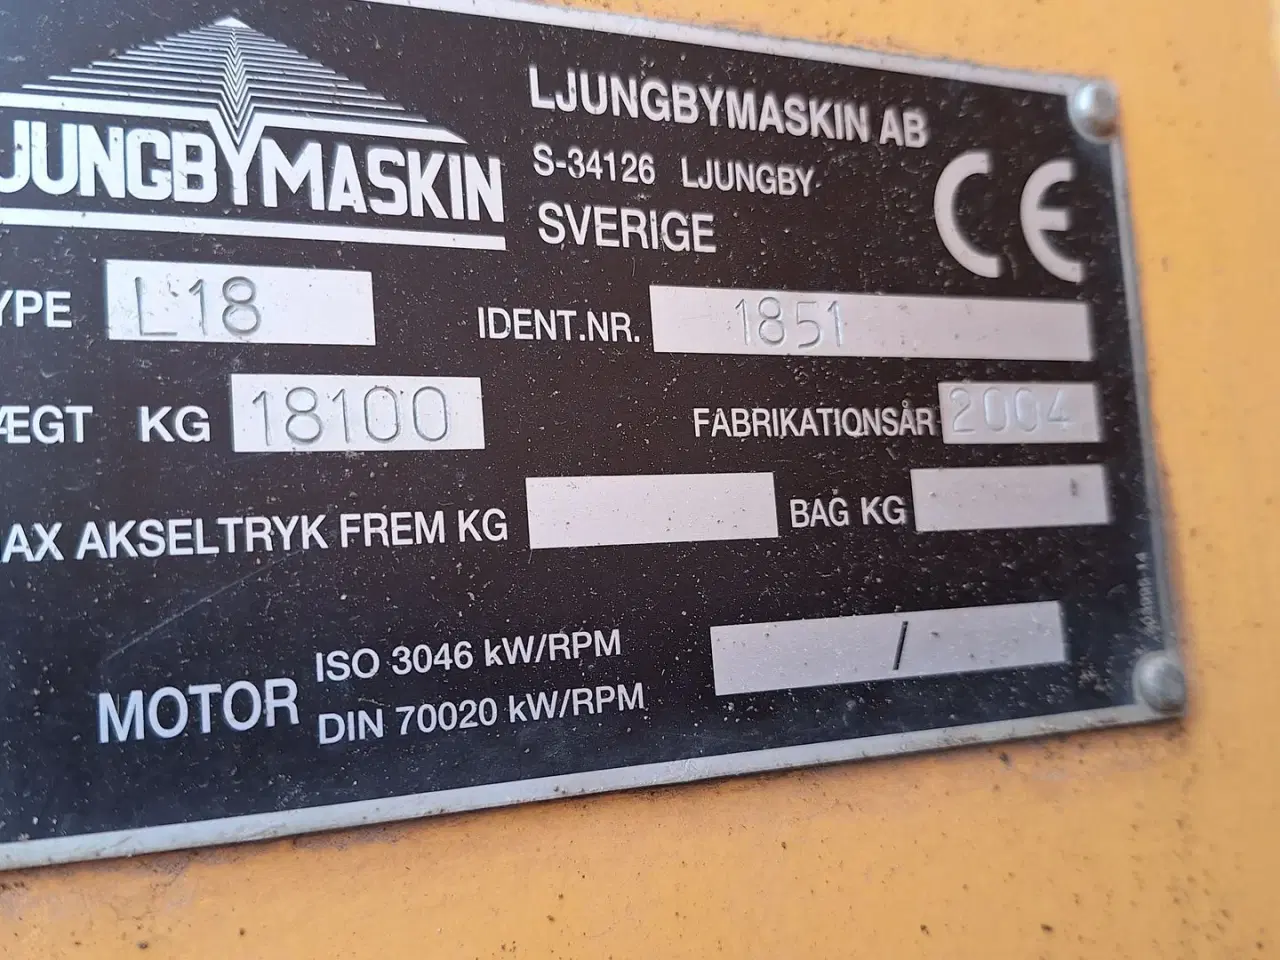 JUNGBYMASKIN
LJUNGBYMASKIN AB
S-34126 LJUNGBY
SVERIGE
CE
YPE L18 IDENT.NR. 1851
ÆGT KG 18100 FABRIKATIONSÅR 2004
AX AKSELTRYK FREM KG BAG KG
MOTOR ISO 3046 kW/RPM /
DIN 70020 kW/RPM